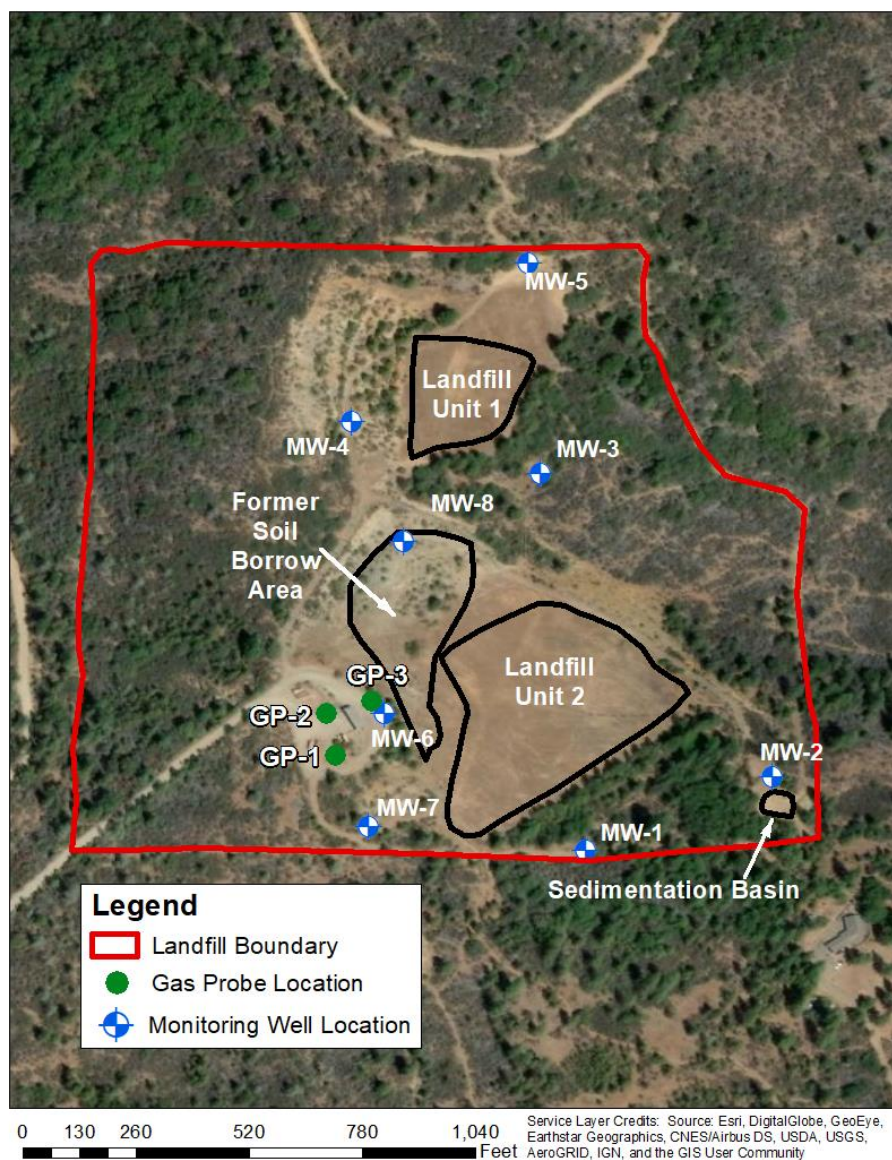 MW-5
Landfill
Unit 1
MW-4
MW-3
Former
Soil
Borrow
Area
MW-8
Landfill
Unit 2
GP-3
GP-2
MW-6
GP-1
MW-2
MW-7
MW-1
Sedimentation Basin
Legend
Landfill Boundary
Gas Probe Location
Monitoring Well Location
0 130 260 520 780 1,040
Feet
Service Layer Credits: Source: Esri, DigitalGlobe, GeoEye,
Earthstar Geographics, CNES/Airbus DS, USDA, USGS,
AeroGRID, IGN, and the GIS User Community